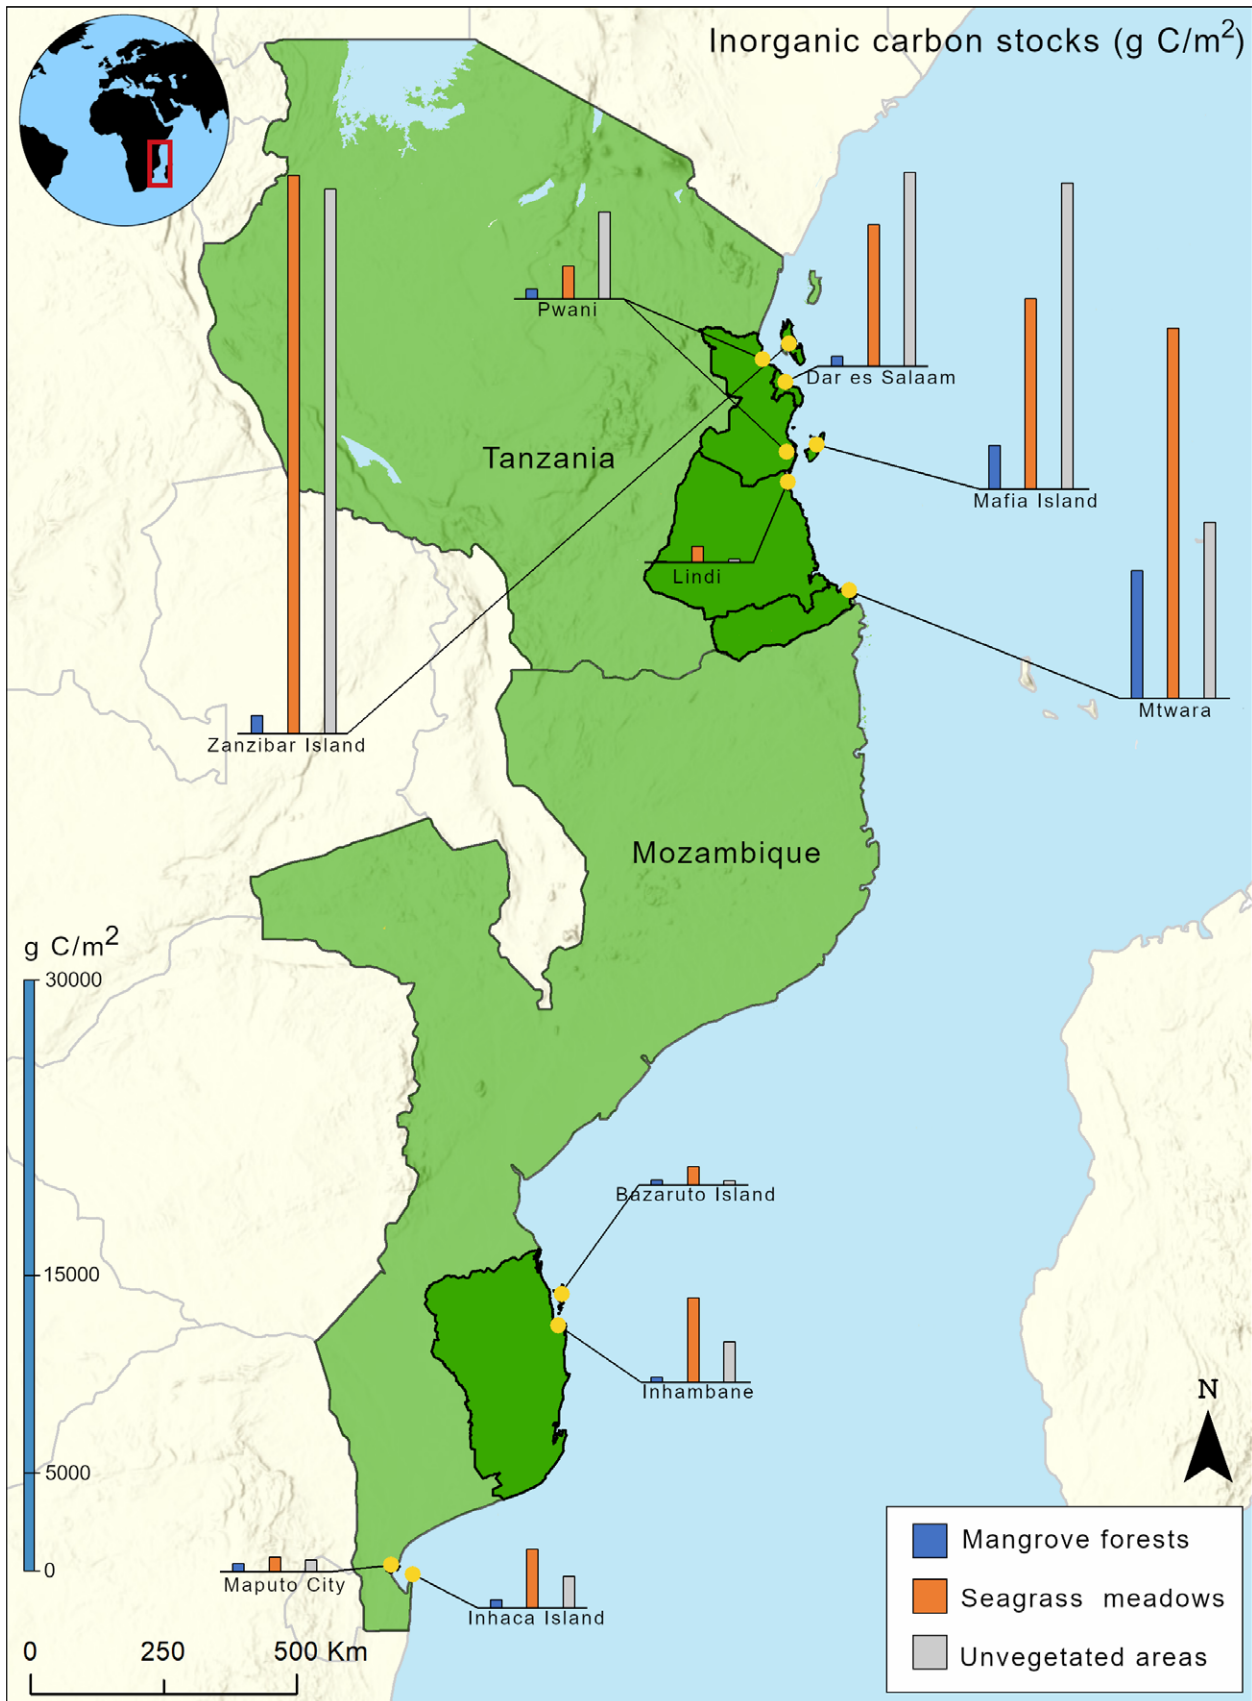 Inorganic carbon stocks (g C/m²)
Pwani
Dar es Salaam
Tanzania
Mafia Island
Lindi
Mtwara
Zanzibar Island
Mozambique
g C/m²
30000
15000
5000
0
Bazaruto Island
Inhambane
N
Maputo City
Inhaca Island
Mangrove forests
Seagrass meadows
Unvegetated areas
0 250 500 Km